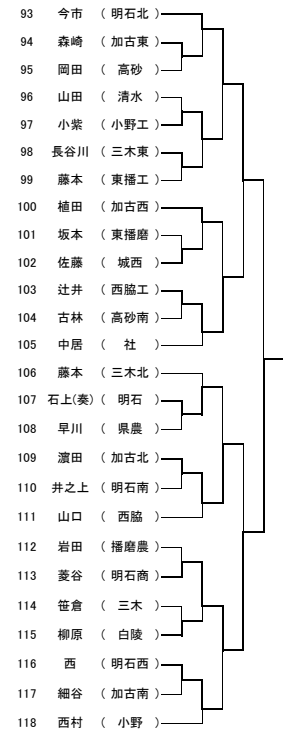 93 今市 （ 明石北 ）
94 森崎 （ 加古東 ）
95 岡田 （ 高砂 ）
96 山田 （ 清水 ）
97 小紫 （ 小野工 ）
98 長谷川 （ 三木東 ）
99 藤本 （ 東播工 ）
100 植田 （ 加古西 ）
101 坂本 （ 東播磨 ）
102 佐藤 （ 城西 ）
103 辻井 （ 西脇工 ）
104 古林 （ 高砂南 ）
105 中居 （ 社 ）
106 藤本 （ 三木北 ）
107 石上(奏) （ 明石 ）
108 早川 （ 県農 ）
109 濵田 （ 加古北 ）
110 井之上 （ 明石南 ）
111 山口 （ 西脇 ）
112 岩田 （ 播磨農 ）
113 菱谷 （ 明石商 ）
114 笹倉 （ 三木 ）
115 柳原 （ 白陵 ）
116 西 （ 明石西 ）
117 細谷 （ 加古南 ）
118 西村 （ 小野 ）